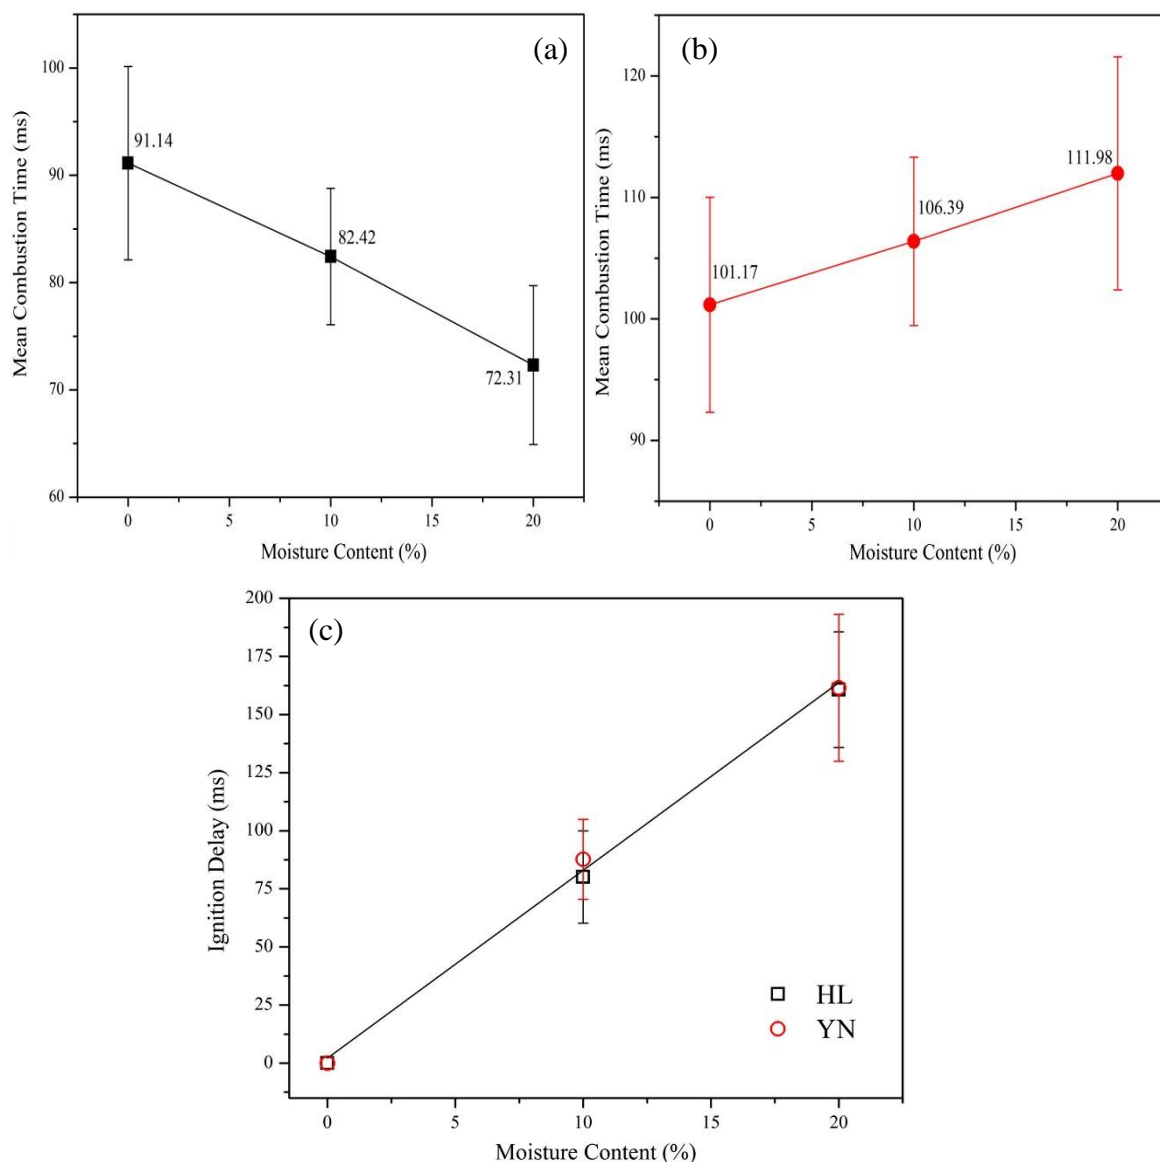 (a)
Mean Combustion Time (ms)
100
90
80
70
60
91.14
82.42
72.31
0 5 10 15 20
Moisture Content (%)
(b)
Mean Combustion Time (ms)
120
110
100
90
101.17
106.39
111.98
0 5 10 15 20
Moisture Content (%)
(c)
Ignition Delay (ms)
200
175
150
125
100
75
50
25
0
HL
YN
0 5 10 15 20
Moisture Content (%)